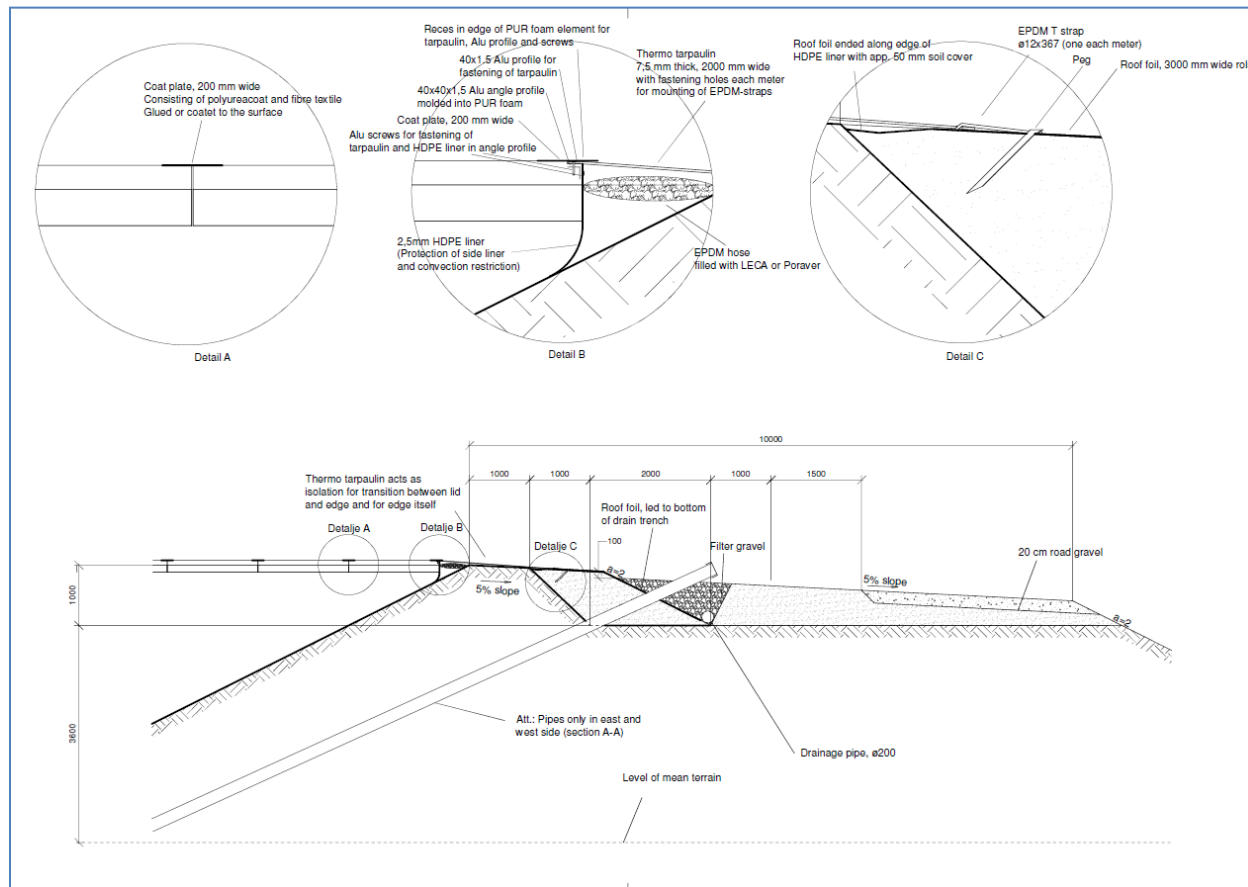 Coat plate, 200 mm wide
Consisting of polyureacoat and fibre textile
Glued or coatet to the surface
Detail A
Reces in edge of PUR foam element for
tarpaulin, Alu profile and screws
40x1.5 Alu profile for
fastening of tarpaulin
40x40x1,5 Alu angle profile
molded into PUR foam
Coat plate, 200 mm wide
Alu screws for fastening of
tarpaulin and HDPE liner in angle profile
Thermo tarpaulin
7,5 mm thick, 2000 mm wide
with fastening holes each meter
for mounting of EPDM-straps
2,5mm HDPE liner
(Protection of side liner
and convection restriction)
EPDM hose
filled with LECA or Poraver
Detail B
Roof foil ended along edge of
HDPE liner with app. 50 mm soil cover
EPDM T strap
ø12x367 (one each meter)
Peg
Roof foil, 3000 mm wide rol
Detail C
10000
1000
1000
2000
1000
1500
Thermo tarpaulin acts as
isolation for transition between lid
and edge and for edge itself
Detalje A
Detalje B
Detalje C
100
Roof foil, led to bottom
of drain trench
Filter gravel
20 cm road gravel
a=2
5% slope
5% slope
a=2
1000
3600
Att.: Pipes only in east and
west side (section A-A)
Drainage pipe, ø200
Level of mean terrain